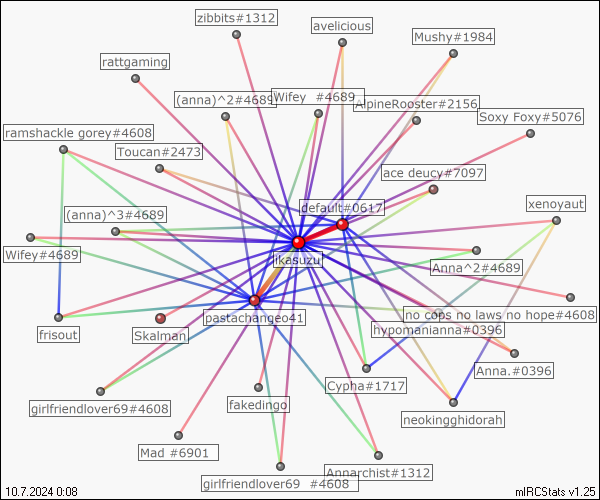 zibbits#1312
avelicious
Mushy#1984
rattgaming
(anna)^2#4689
Wifey #4689
AlpineRooster#2156
Soxy Foxy#5076
ramshackle gorey#4608
Toucan#2473
ace deucy#7097
default#0617
xenoyaut
(anna)^3#4689
Wifey#4689
ikasuzu
Anna^2#4689
pastachangeo41
no cops no laws no hope#4608
hypomanianna#0396
frisout
Skalman
Anna.#0396
Cypha#1717
girlfriendlover69#4608
fakedingo
neokingghidorah
Mad #6901
Annarchist#1312
girlfriendlover69 #4608
10.7.2024 0:08
mIRCStats v1.25